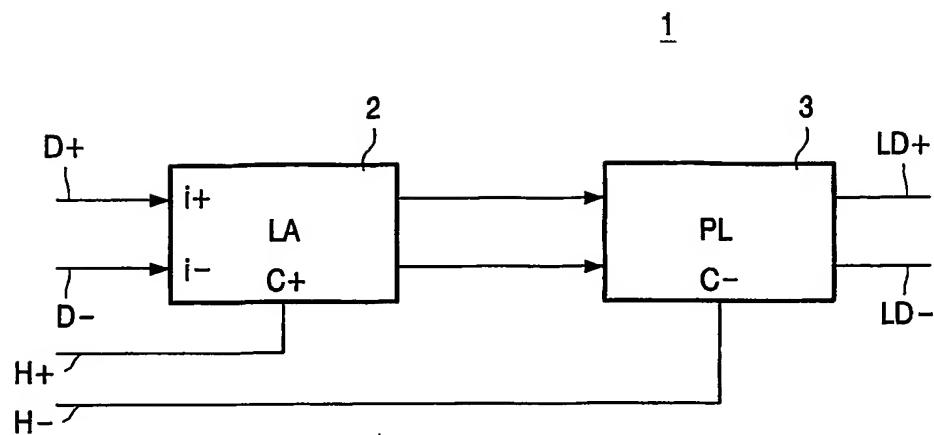 1
2
3
D+
LD+
i+
LA
PL
i-
C+
C-
D-
LD-
H+
H-